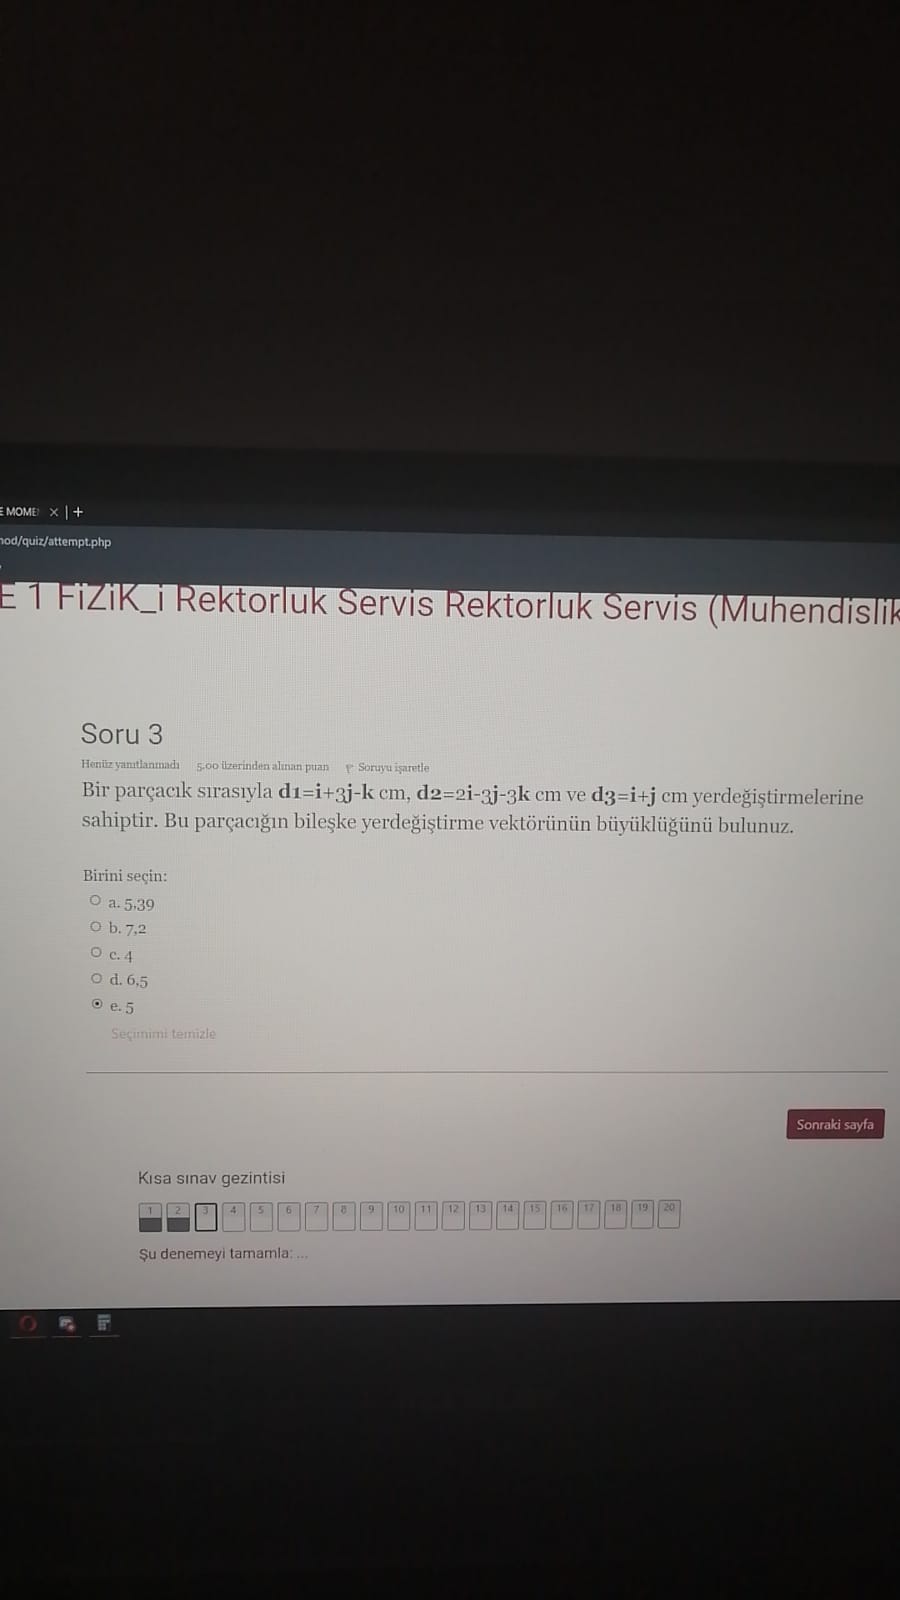 E MOME
mod/quiz/attempt.php
E 1 FiZiK_i Rektorluk Servis Rektorluk Servis (Muhendislik
Soru 3
Henüz yanıtlanmadı 5,00 üzerinden alınan puan Soruyu işaretle
Bir parçacık sırasıyla d1=i+3j-k cm, d2=2i-3j-3k cm ve d3=i+j cm yerdeğiştirmelerine
sahiptir. Bu parçacığın bileşke yerdeğiştirme vektörünün büyüklüğünü bulunuz.
Birini seçin:
a. 5,39
b. 7,2
c. 4
d. 6,5
e. 5
Seçimimi temizle
Sonraki sayfa
Kısa sınav gezintisi
1 2 3 4 5 6 7 8 9 10 11 12 13 14 15 16 17 18 19 20
Şu denemeyi tamamla: ...